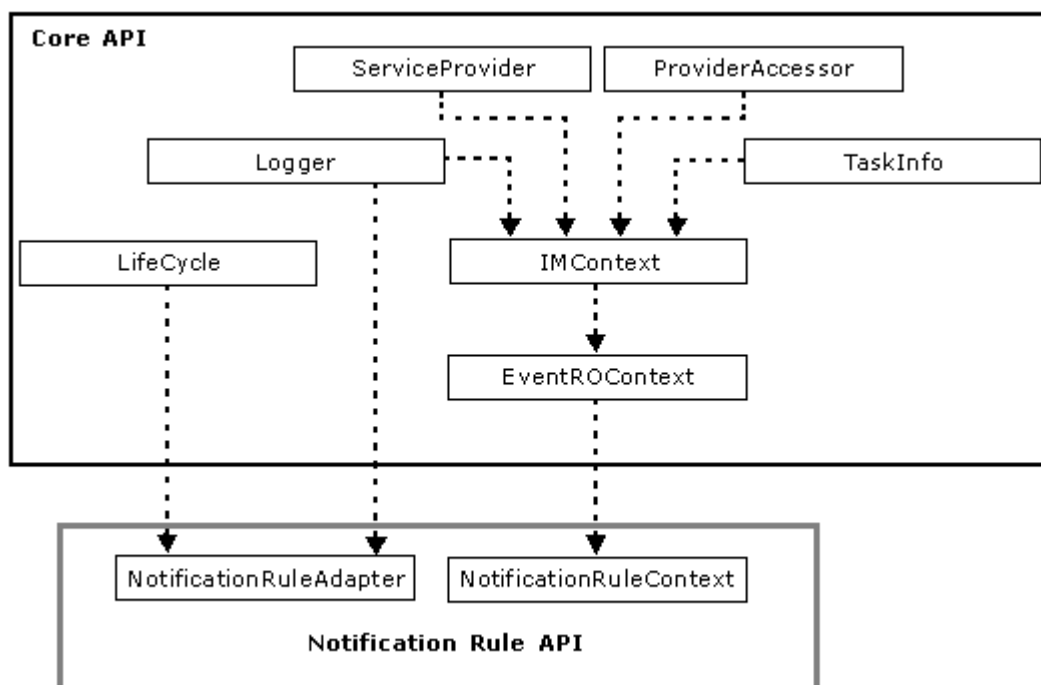 Core API
ServiceProvider
ProviderAccessor
Logger
TaskInfo
LifeCycle
IMContext
EventROContext
NotificationRuleAdapter
NotificationRuleContext
Notification Rule API